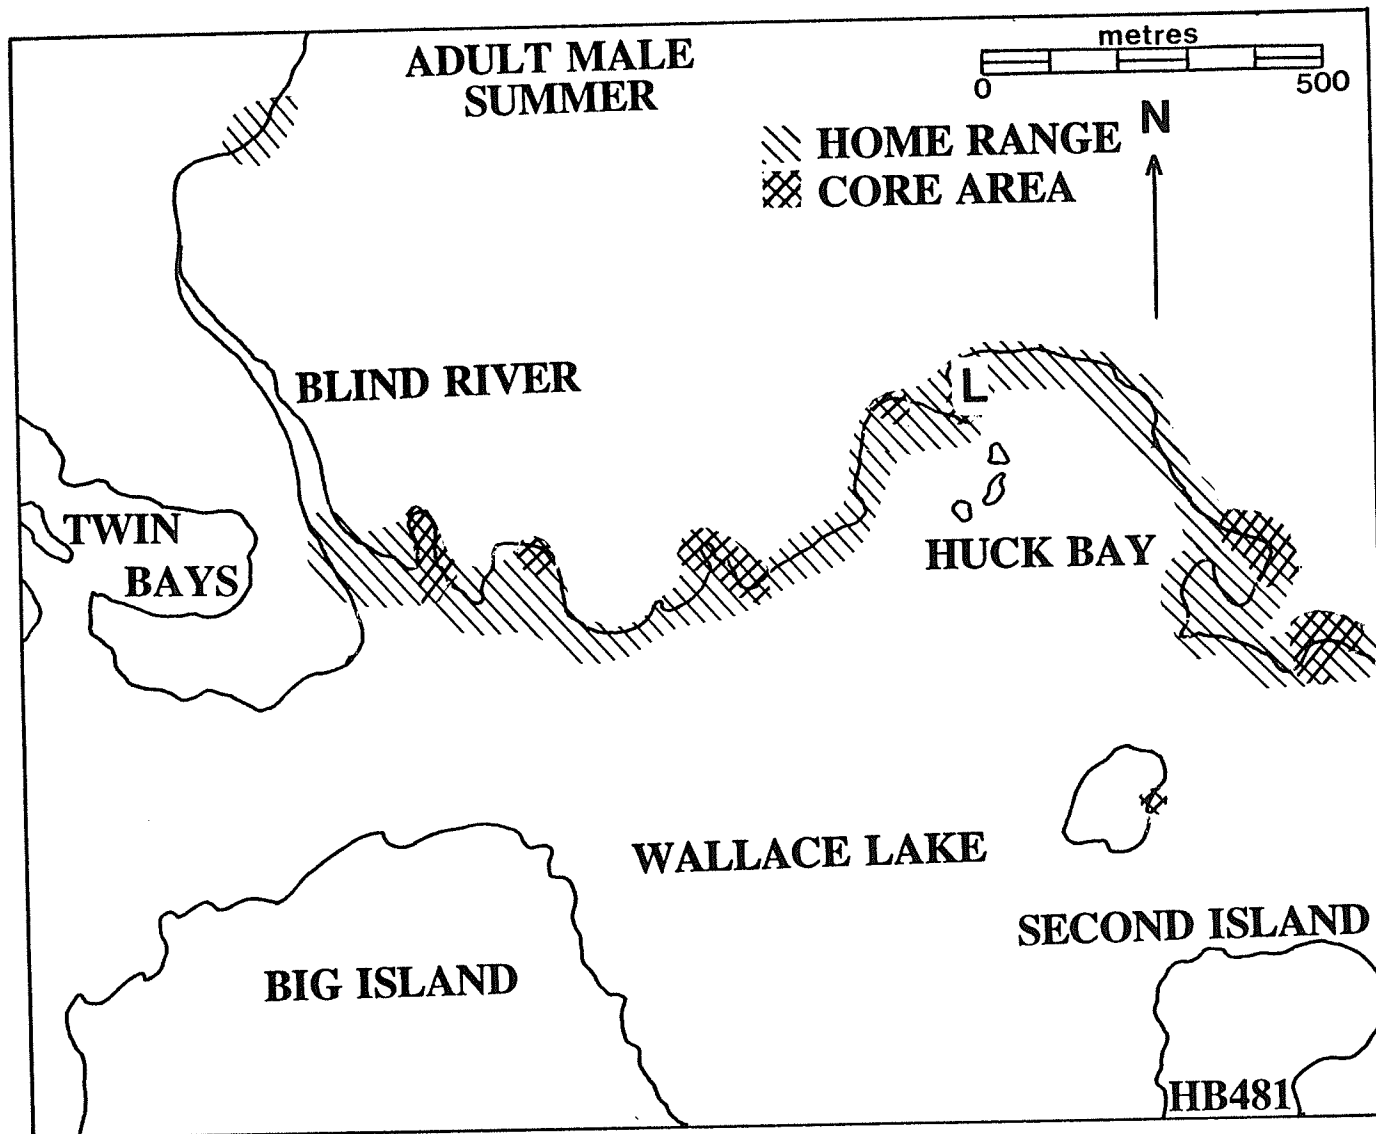 ADULT MALE
SUMMER
metres
0 500
N
HOME RANGE
CORE AREA
BLIND RIVER
L
TWIN
BAYS
HUCK BAY
WALLACE LAKE
SECOND ISLAND
BIG ISLAND
HB481